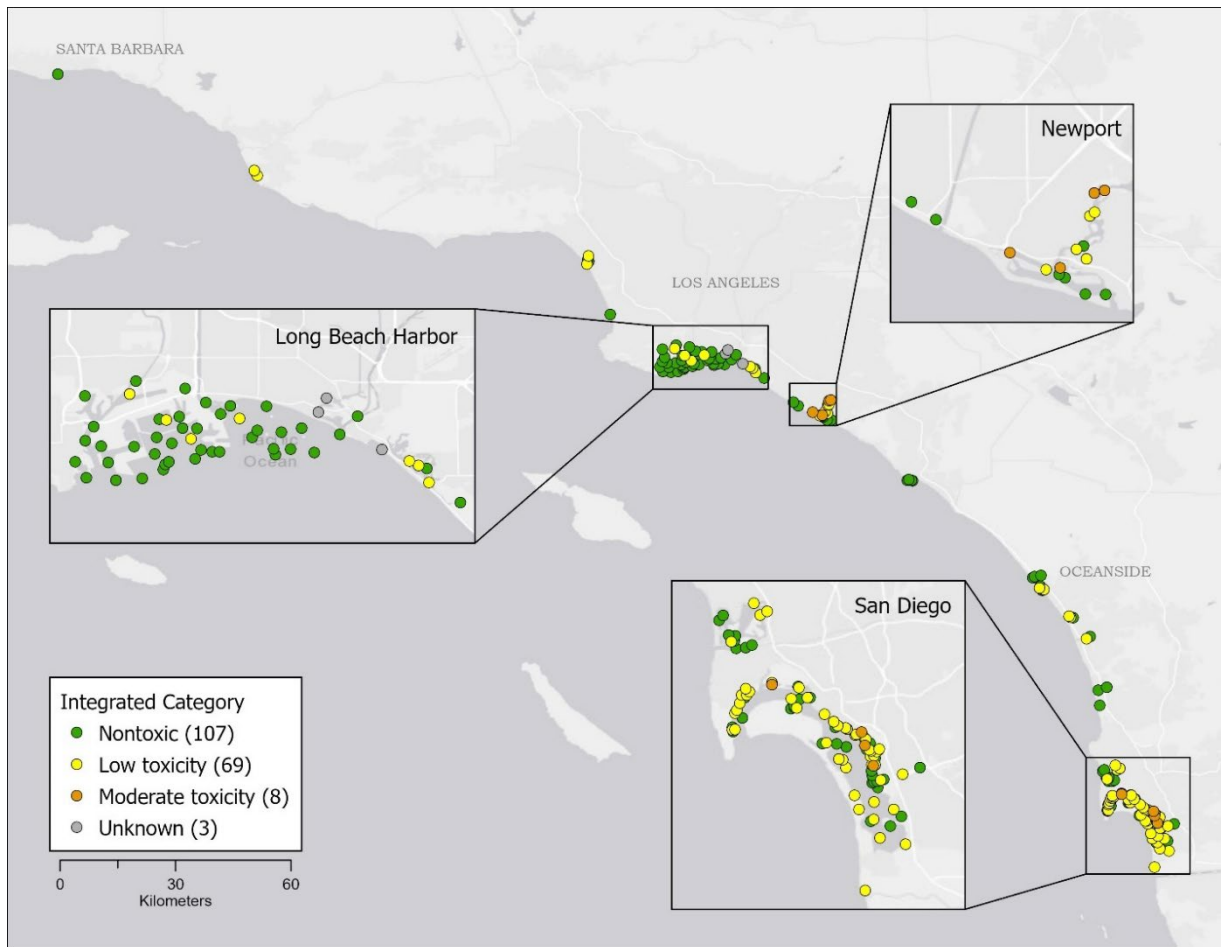 SANTA BARBARA
Newport
LOS ANGELES
Long Beach Harbor
Pacific
Ocean
OCEANSIDE
San Diego
Integrated Category
Nontoxic (107)
Low toxicity (69)
Moderate toxicity (8)
Unknown (3)
0 30 60
Kilometers